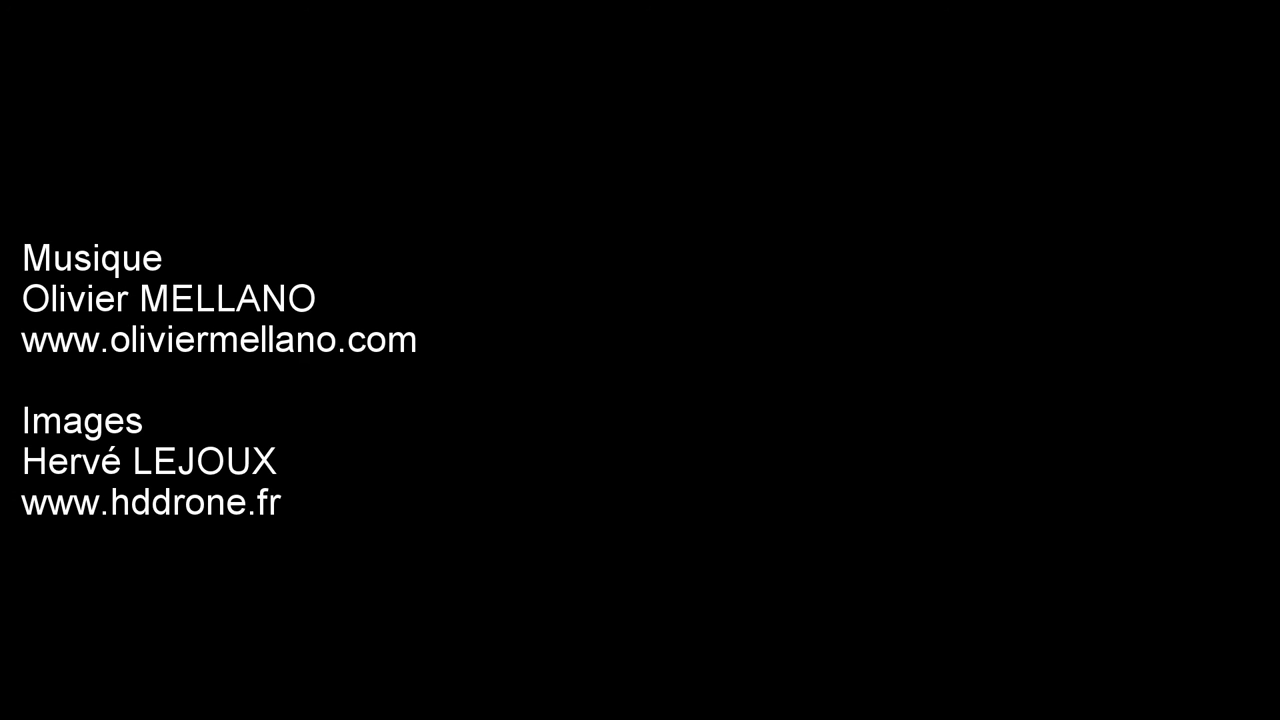 Musique
Olivier MELLANO
www.oliviermellano.com
Images
Hervé LEJOUX
www.hddrone.fr